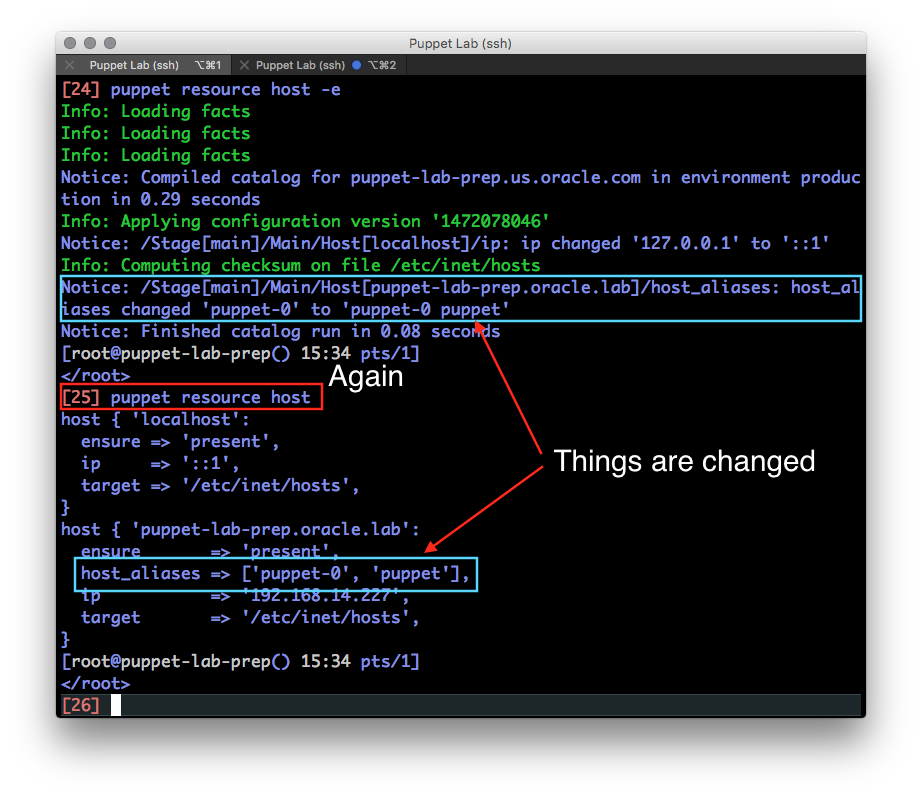 Puppet Lab (ssh)
Puppet Lab (ssh) ⌥⌘1 Puppet Lab (ssh) ⌥⌘2
[24] puppet resource host -e
Info: Loading facts
Info: Loading facts
Info: Loading facts
Notice: Compiled catalog for puppet-lab-prep.us.oracle.com in environment produc
tion in 0.29 seconds
Info: Applying configuration version '1472078046'
Notice: /Stage[main]/Main/Host[localhost]/ip: ip changed '127.0.0.1' to '::1'
Info: Computing checksum on file /etc/inet/hosts
Notice: /Stage[main]/Main/Host[puppet-lab-prep.oracle.lab]/host_aliases: host_al
iases changed 'puppet-0' to 'puppet-0 puppet'
Notice: Finished catalog run in 0.08 seconds
[root@puppet-lab-prep() 15:34 pts/1]
</root>
Again
[25] puppet resource host
host { 'localhost':
  ensure => 'present',
  ip     => '::1',
  target => '/etc/inet/hosts',
}
Things are changed
host { 'puppet-lab-prep.oracle.lab':
  ensure       => 'present',
  host_aliases => ['puppet-0', 'puppet'],
  ip           => '192.168.14.227',
  target       => '/etc/inet/hosts',
}
[root@puppet-lab-prep() 15:34 pts/1]
</root>
[26]